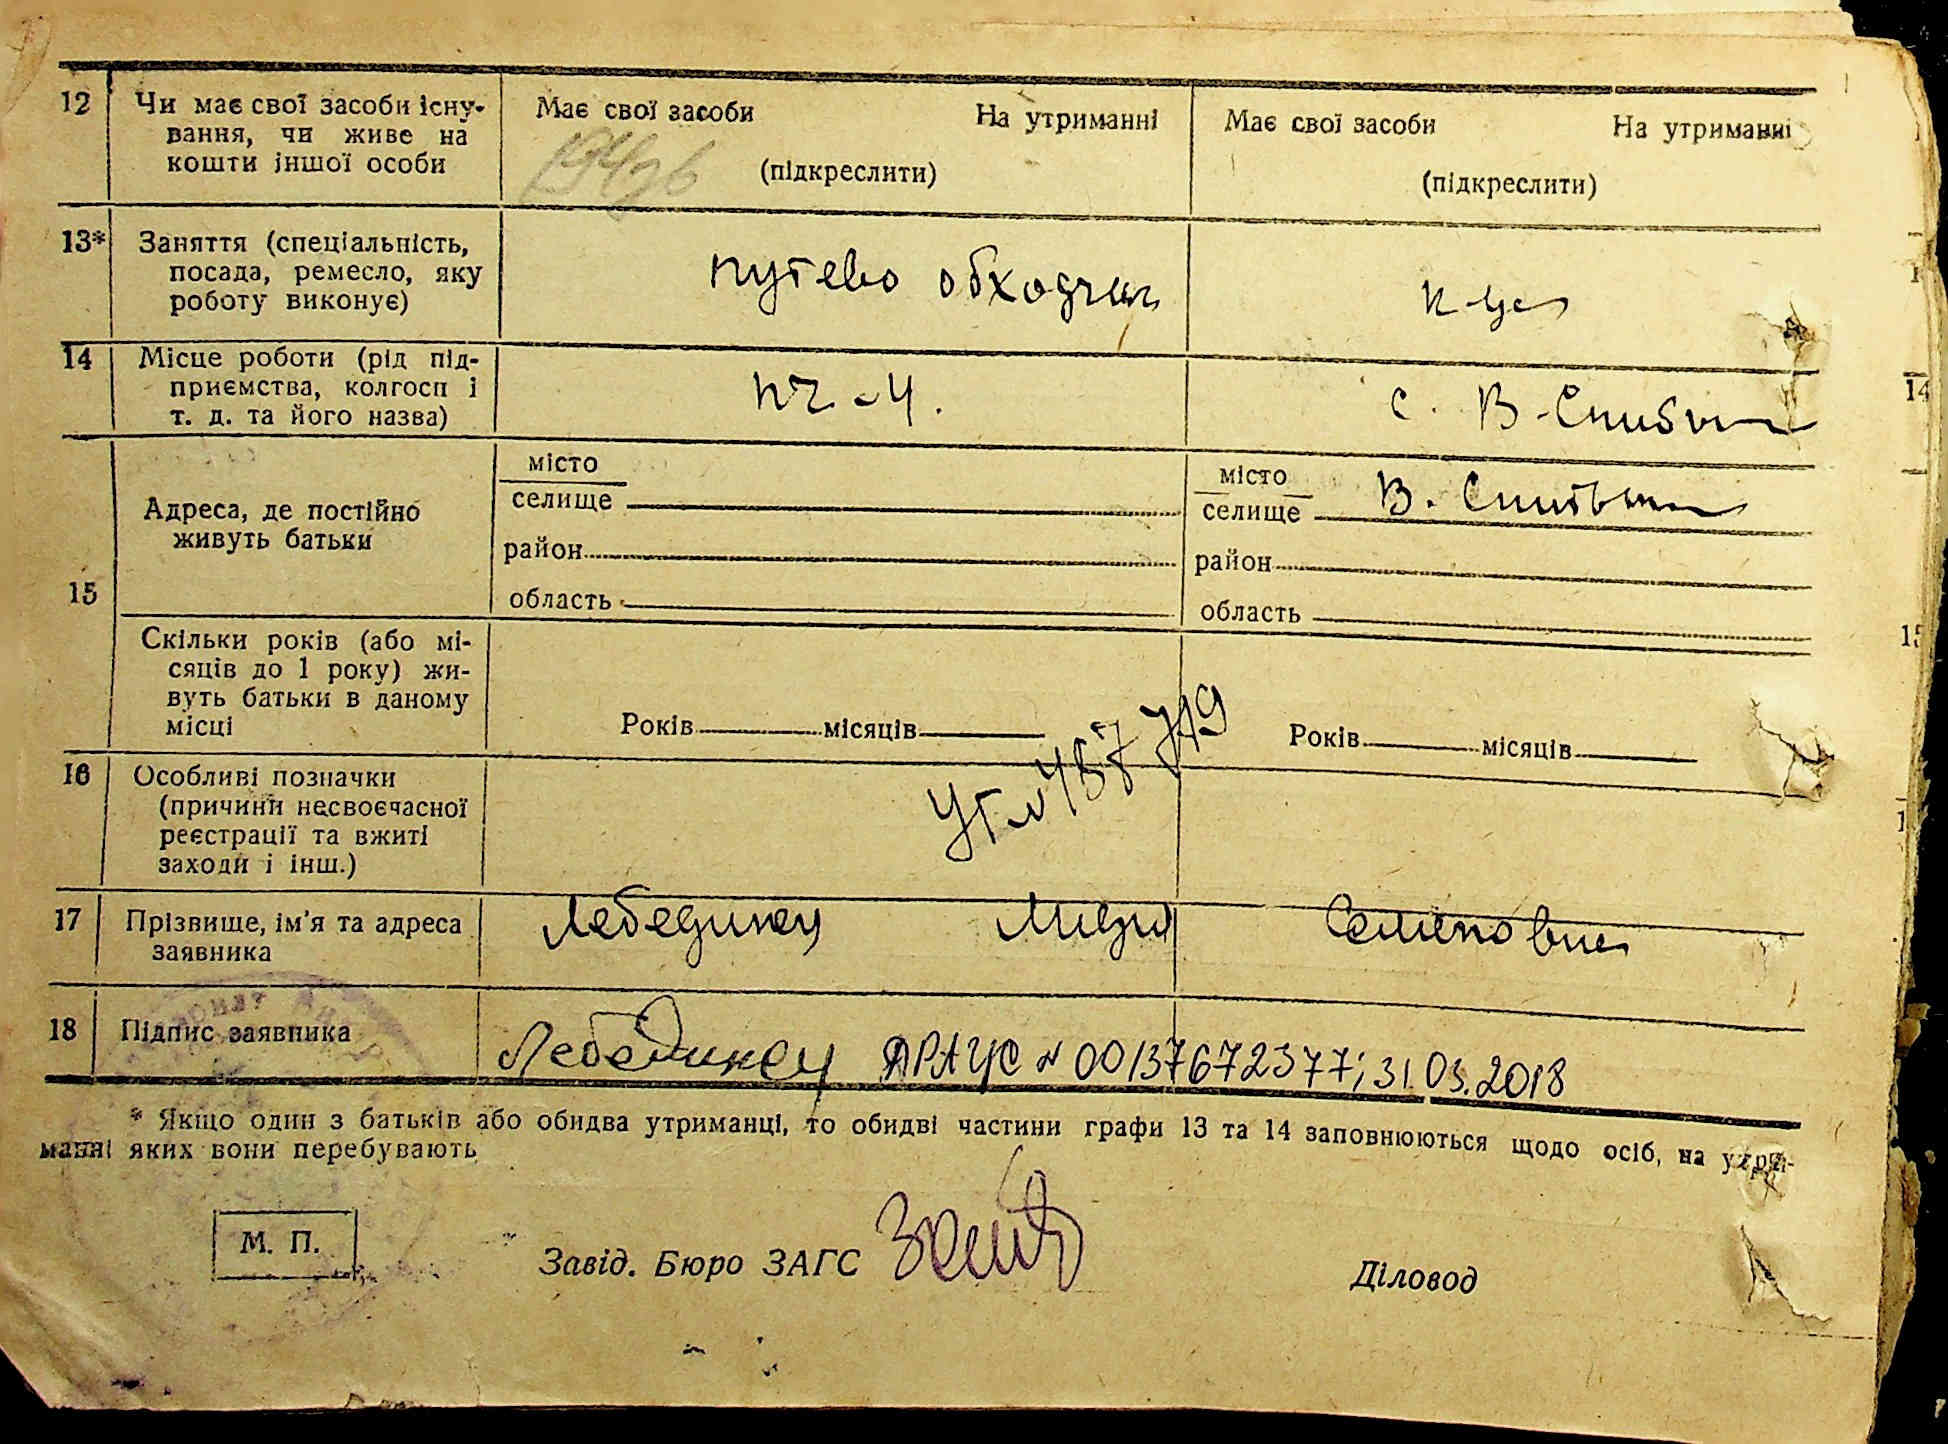 12 Чи має свої засоби існу-
вання, чи живе на
кошти іншої особи
Має свої засоби На утриманні
(підкреслити)
Має свої засоби На утриманні
(підкреслити)
13* Заняття (спеціальність,
посада, ремесло, яку
роботу виконує)
путево обходчик
14 Місце роботи (рід під-
приємства, колгосп і
т. д. та його назва)
ПЧ-4.
с. В-
15 Адреса, де постійно
живуть батьки
місто
селище
район
область
місто
селище В.
район
область
Скільки років (або мі-
сяців до 1 року) жи-
вуть батьки в даному
місці
Років місяців
Років місяців
16 Особливі позначки
(причини несвоєчасної
реєстрації та вжиті
заходи і інш.)
17 Прізвище, ім'я та адреса
заявника
Лебединец Семеновна
18 Підпис заявника
Лебединец ДРАЦС № 00137672377; 31.03.2018
* Якщо один з батьків або обидва утриманці, то обидві частини графи 13 та 14 заповнюються щодо осіб, на утри-
манні яких вони перебувають
М. П.
Завід. Бюро ЗАГС
Діловод
14
15